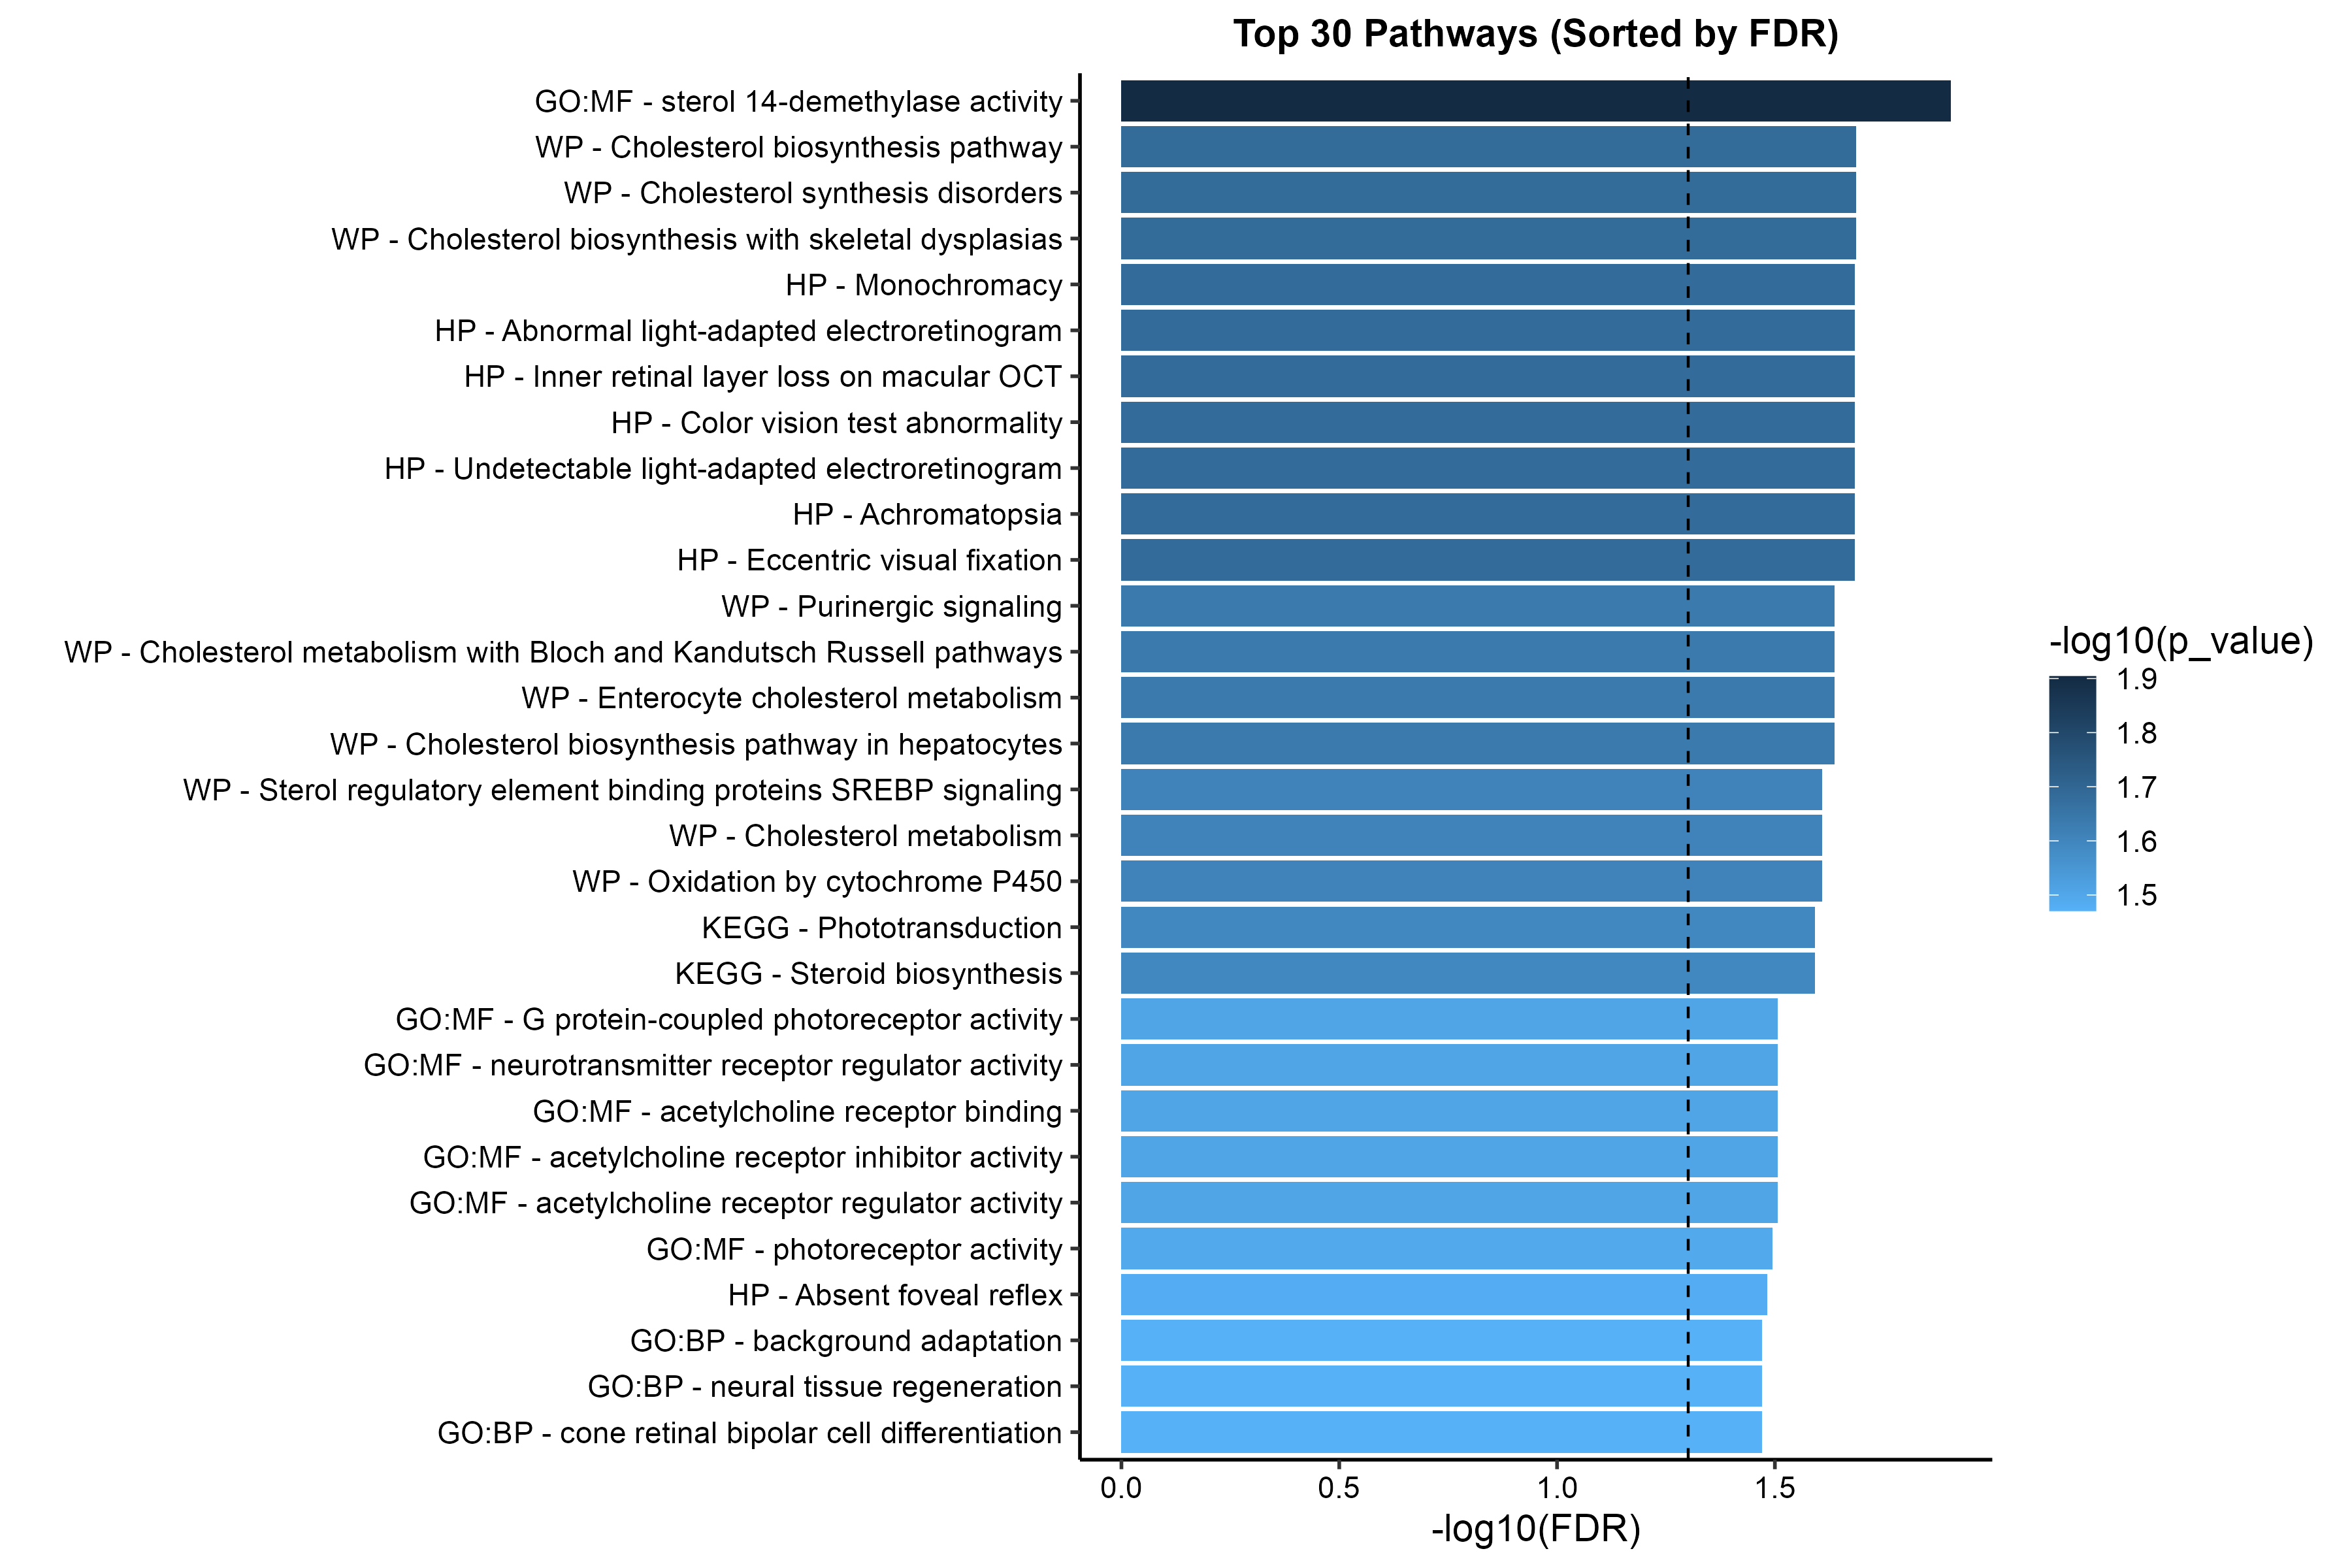 Top 30 Pathways (Sorted by FDR)
GO:MF - sterol 14-demethylase activity
WP - Cholesterol biosynthesis pathway
WP - Cholesterol synthesis disorders
WP - Cholesterol biosynthesis with skeletal dysplasias
HP - Monochromacy
HP - Abnormal light-adapted electroretinogram
HP - Inner retinal layer loss on macular OCT
HP - Color vision test abnormality
HP - Undetectable light-adapted electroretinogram
HP - Achromatopsia
HP - Eccentric visual fixation
WP - Purinergic signaling
WP - Cholesterol metabolism with Bloch and Kandutsch Russell pathways
WP - Enterocyte cholesterol metabolism
WP - Cholesterol biosynthesis pathway in hepatocytes
WP - Sterol regulatory element binding proteins SREBP signaling
WP - Cholesterol metabolism
WP - Oxidation by cytochrome P450
KEGG - Phototransduction
KEGG - Steroid biosynthesis
GO:MF - G protein-coupled photoreceptor activity
GO:MF - neurotransmitter receptor regulator activity
GO:MF - acetylcholine receptor binding
GO:MF - acetylcholine receptor inhibitor activity
GO:MF - acetylcholine receptor regulator activity
GO:MF - photoreceptor activity
HP - Absent foveal reflex
GO:BP - background adaptation
GO:BP - neural tissue regeneration
GO:BP - cone retinal bipolar cell differentiation
0.0 0.5 1.0 1.5
-log10(FDR)
-log10(p_value)
1.9
1.8
1.7
1.6
1.5